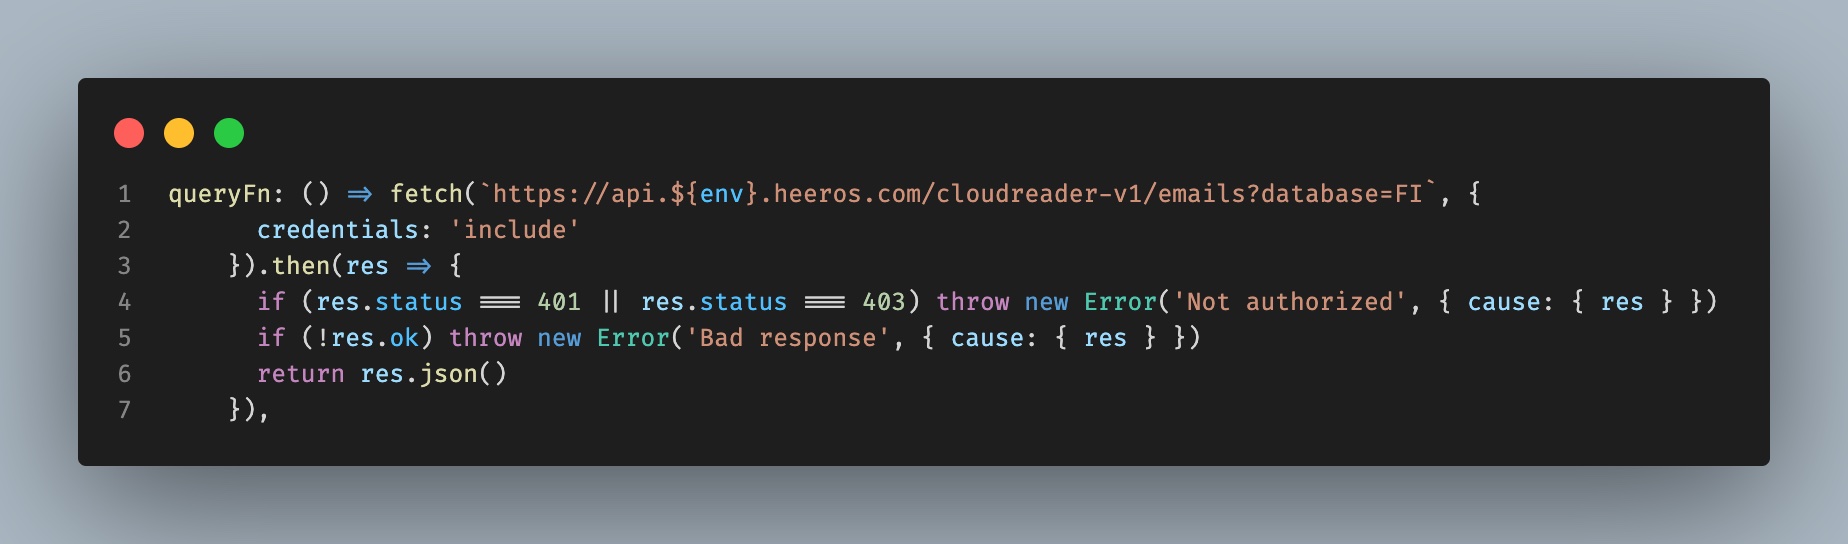 1 queryFn: () => fetch(`https://api.${env}.heeros.com/cloudreader-v1/emails?database=FI`, {
2       credentials: 'include'
3     }).then(res => {
4       if (res.status === 401 || res.status === 403) throw new Error('Not authorized', { cause: { res } })
5       if (!res.ok) throw new Error('Bad response', { cause: { res } })
6       return res.json()
7     }),